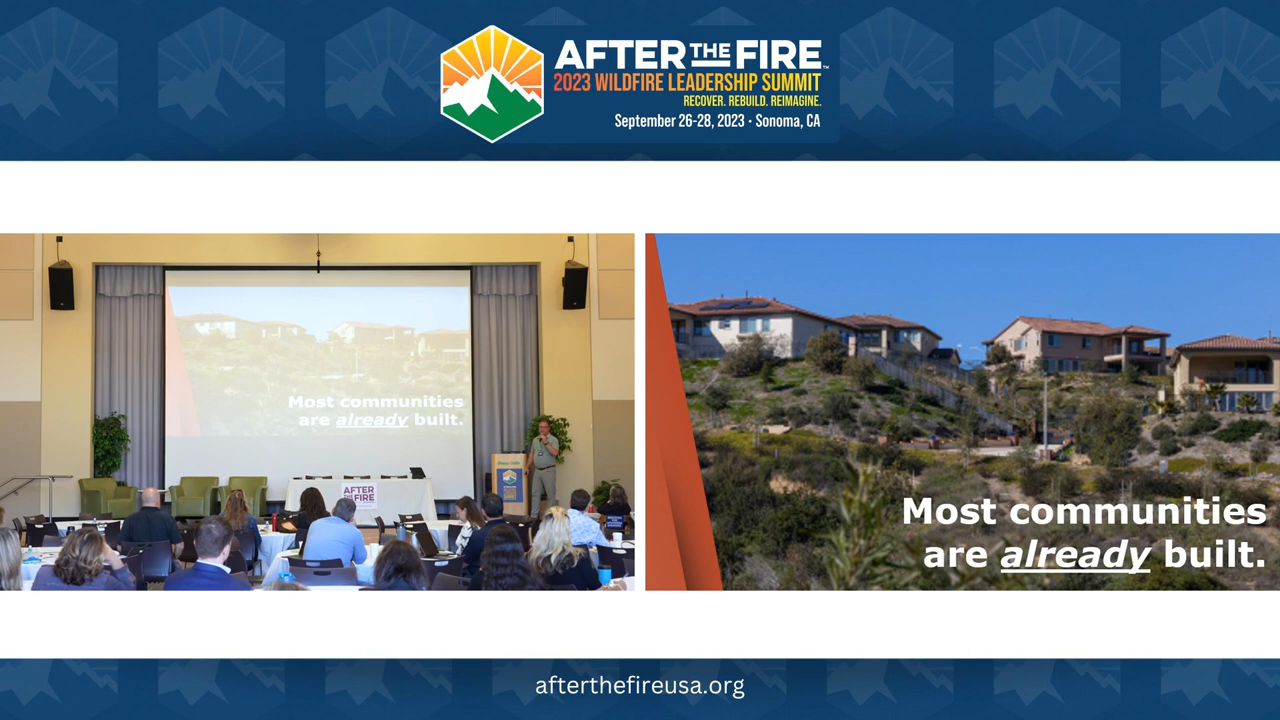 AFTER THE FIRE™
2023 WILDFIRE LEADERSHIP SUMMIT
RECOVER. REBUILD. REIMAGINE.
September 26-28, 2023 • Sonoma, CA
Most communities
are already built.
AFTER
THE FIRE
Most communities
are already built.
afterthefireusa.org